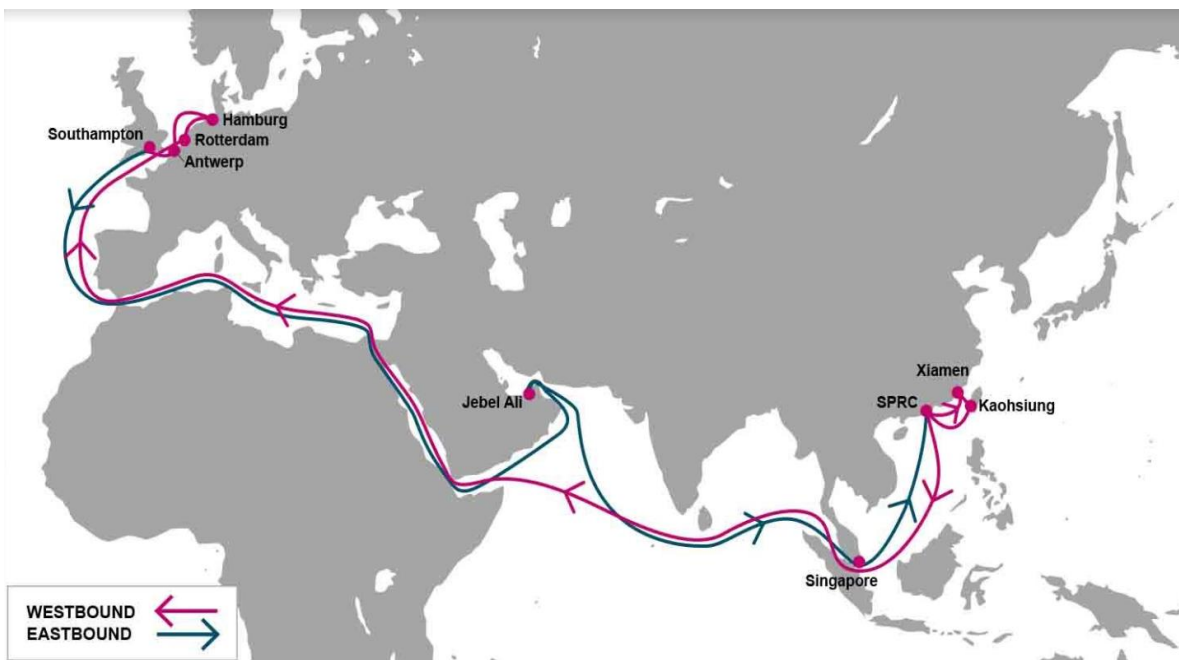 Hamburg
Southampton
Rotterdam
Antwerp
Xiamen
Jebel Ali
SPRC
Kaohsiung
Singapore
WESTBOUND
EASTBOUND